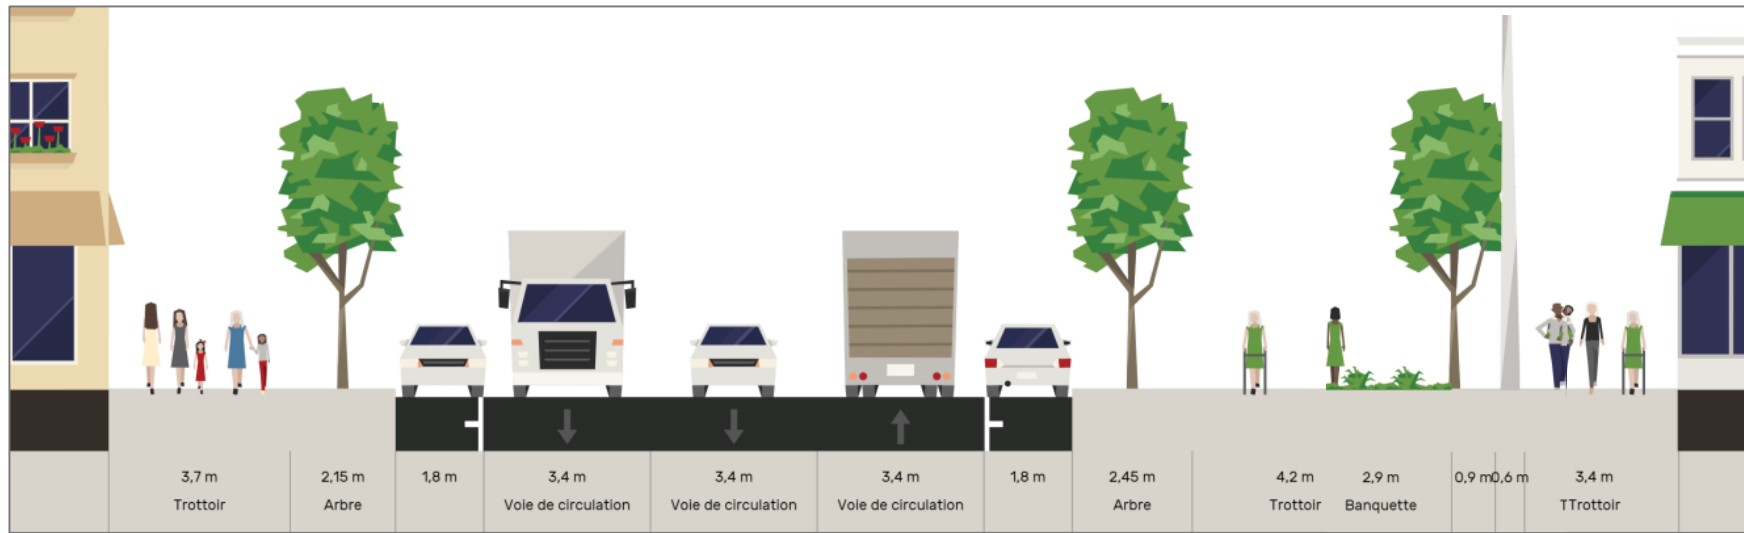 3,7 m 2,15 m 1,8 m 3,4 m 3,4 m 3,4 m 1,8 m 2,45 m 4,2 m 2,9 m 0,9 m 0,6 m 3,4 m
Trottoir Arbre Voie de circulation Voie de circulation Voie de circulation Arbre Trottoir Banquette TTrottoir